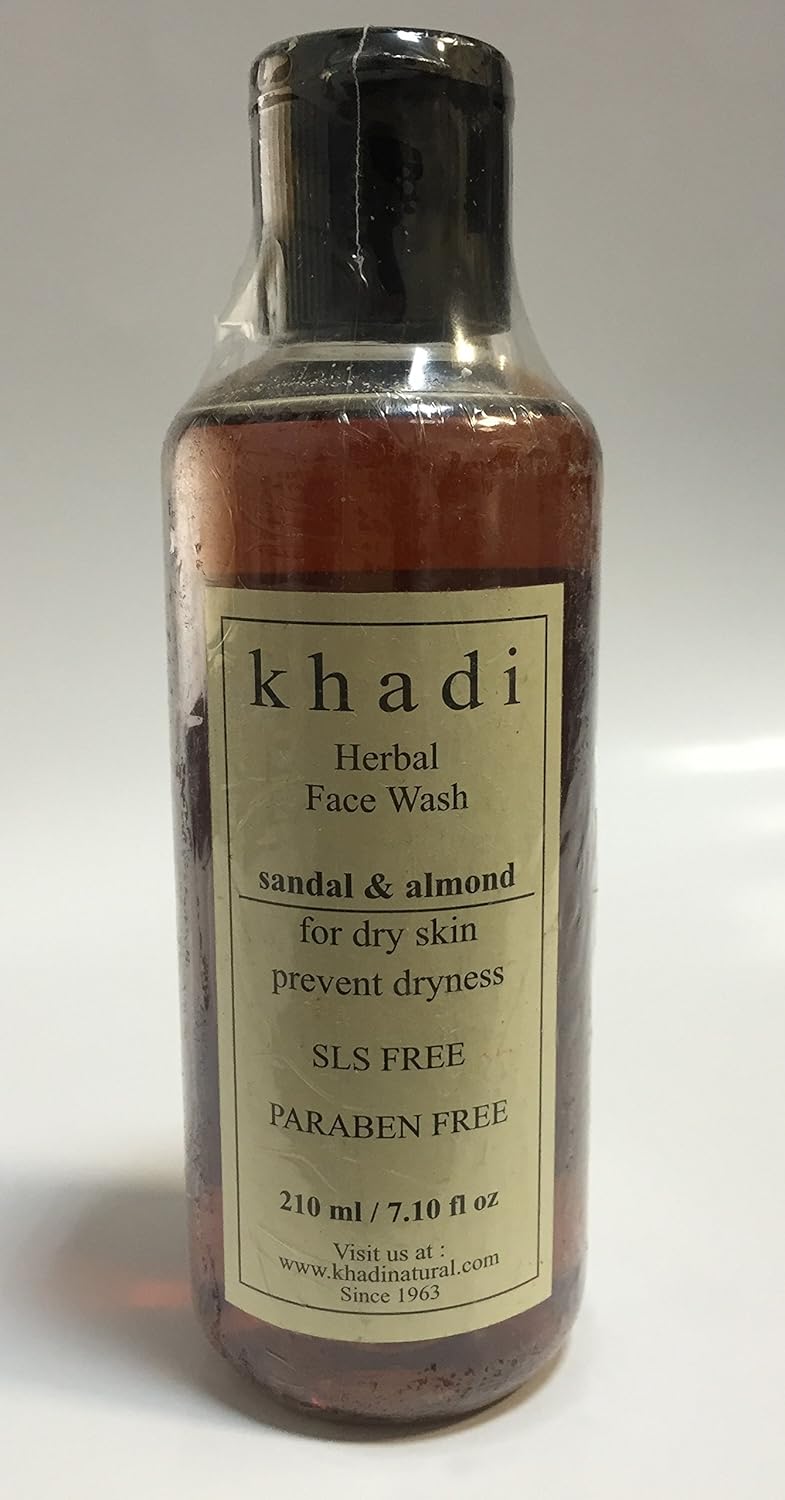 khadi
Herbal
Face Wash
sandal & almond
for dry skin
prevent dryness
SLS FREE
PARABEN FREE
210 ml / 7.10 fl oz
Visit us at :
www.khadinatural.com
Since 1963